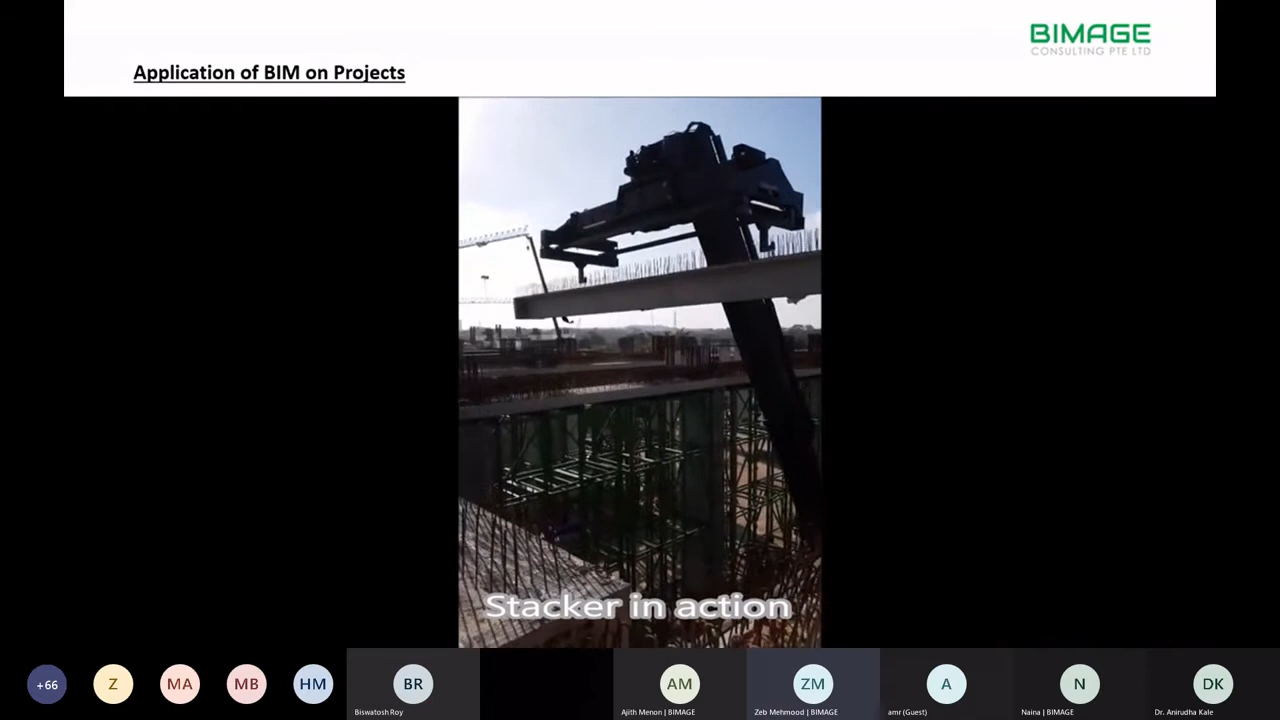 BIMAGE
CONSULTING PTE LTD
Application of BIM on Projects
Stacker in action
+66
Z
MA
MB
HM
BR
AM
ZM
A
N
DK
Biswatosh Roy
Ajith Menon | BIMAGE
Zeb Mehmood | BIMAGE
amr (Guest)
Naina | BIMAGE
Dr. Anirudha Kale